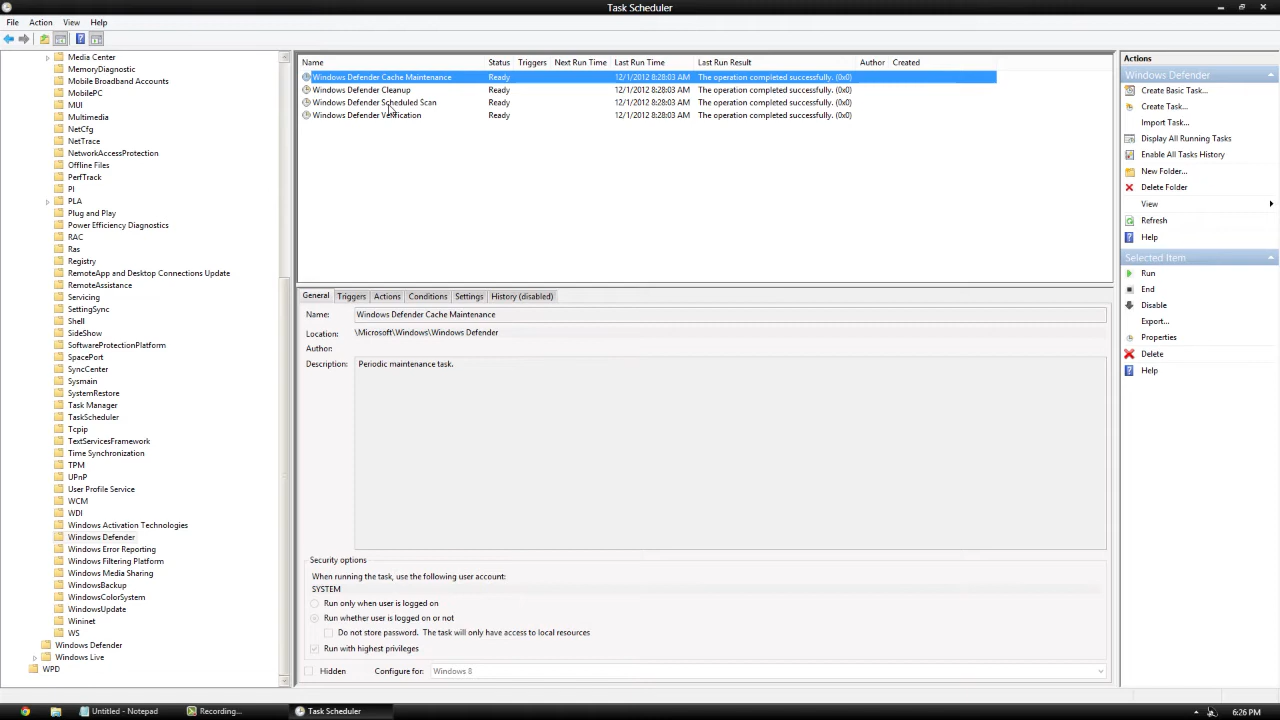 Task Scheduler
File Action View Help
Media Center
MemoryDiagnostic
Mobile Broadband Accounts
MobilePC
MUI
Multimedia
NetCfg
NetTrace
NetworkAccessProtection
Offline Files
PerfTrack
PI
PLA
Plug and Play
Power Efficiency Diagnostics
RAC
Ras
Registry
RemoteApp and Desktop Connections Update
RemoteAssistance
Servicing
SettingSync
Shell
SideShow
SoftwareProtectionPlatform
SpacePort
SyncCenter
Sysmain
SystemRestore
Task Manager
TaskScheduler
Tcpip
TextServicesFramework
Time Synchronization
TPM
UPnP
User Profile Service
WCM
WDI
Windows Activation Technologies
Windows Defender
Windows Error Reporting
Windows Filtering Platform
Windows Media Sharing
WindowsBackup
WindowsColorSystem
WindowsUpdate
Wininet
WS
Windows Defender
Windows Live
WPD
Name Status Triggers Next Run Time Last Run Time Last Run Result Author Created
Windows Defender Cache Maintenance Ready 12/1/2012 8:28:03 AM The operation completed successfully. (0x0)
Windows Defender Cleanup Ready 12/1/2012 8:28:03 AM The operation completed successfully. (0x0)
Windows Defender Scheduled Scan Ready 12/1/2012 8:28:03 AM The operation completed successfully. (0x0)
Windows Defender Verification Ready 12/1/2012 8:28:03 AM The operation completed successfully. (0x0)
General Triggers Actions Conditions Settings History (disabled)
Name: Windows Defender Cache Maintenance
Location: \Microsoft\Windows\Windows Defender
Author:
Description: Periodic maintenance task.
Security options
When running the task, use the following user account:
SYSTEM
Run only when user is logged on
Run whether user is logged on or not
Do not store password. The task will only have access to local resources
Run with highest privileges
Hidden Configure for: Windows 8
Actions
Windows Defender
Create Basic Task...
Create Task...
Import Task...
Display All Running Tasks
Enable All Tasks History
New Folder...
Delete Folder
View
Refresh
Help
Selected Item
Run
End
Disable
Export...
Properties
Delete
Help
Untitled - Notepad Recording... Task Scheduler 6:26 PM